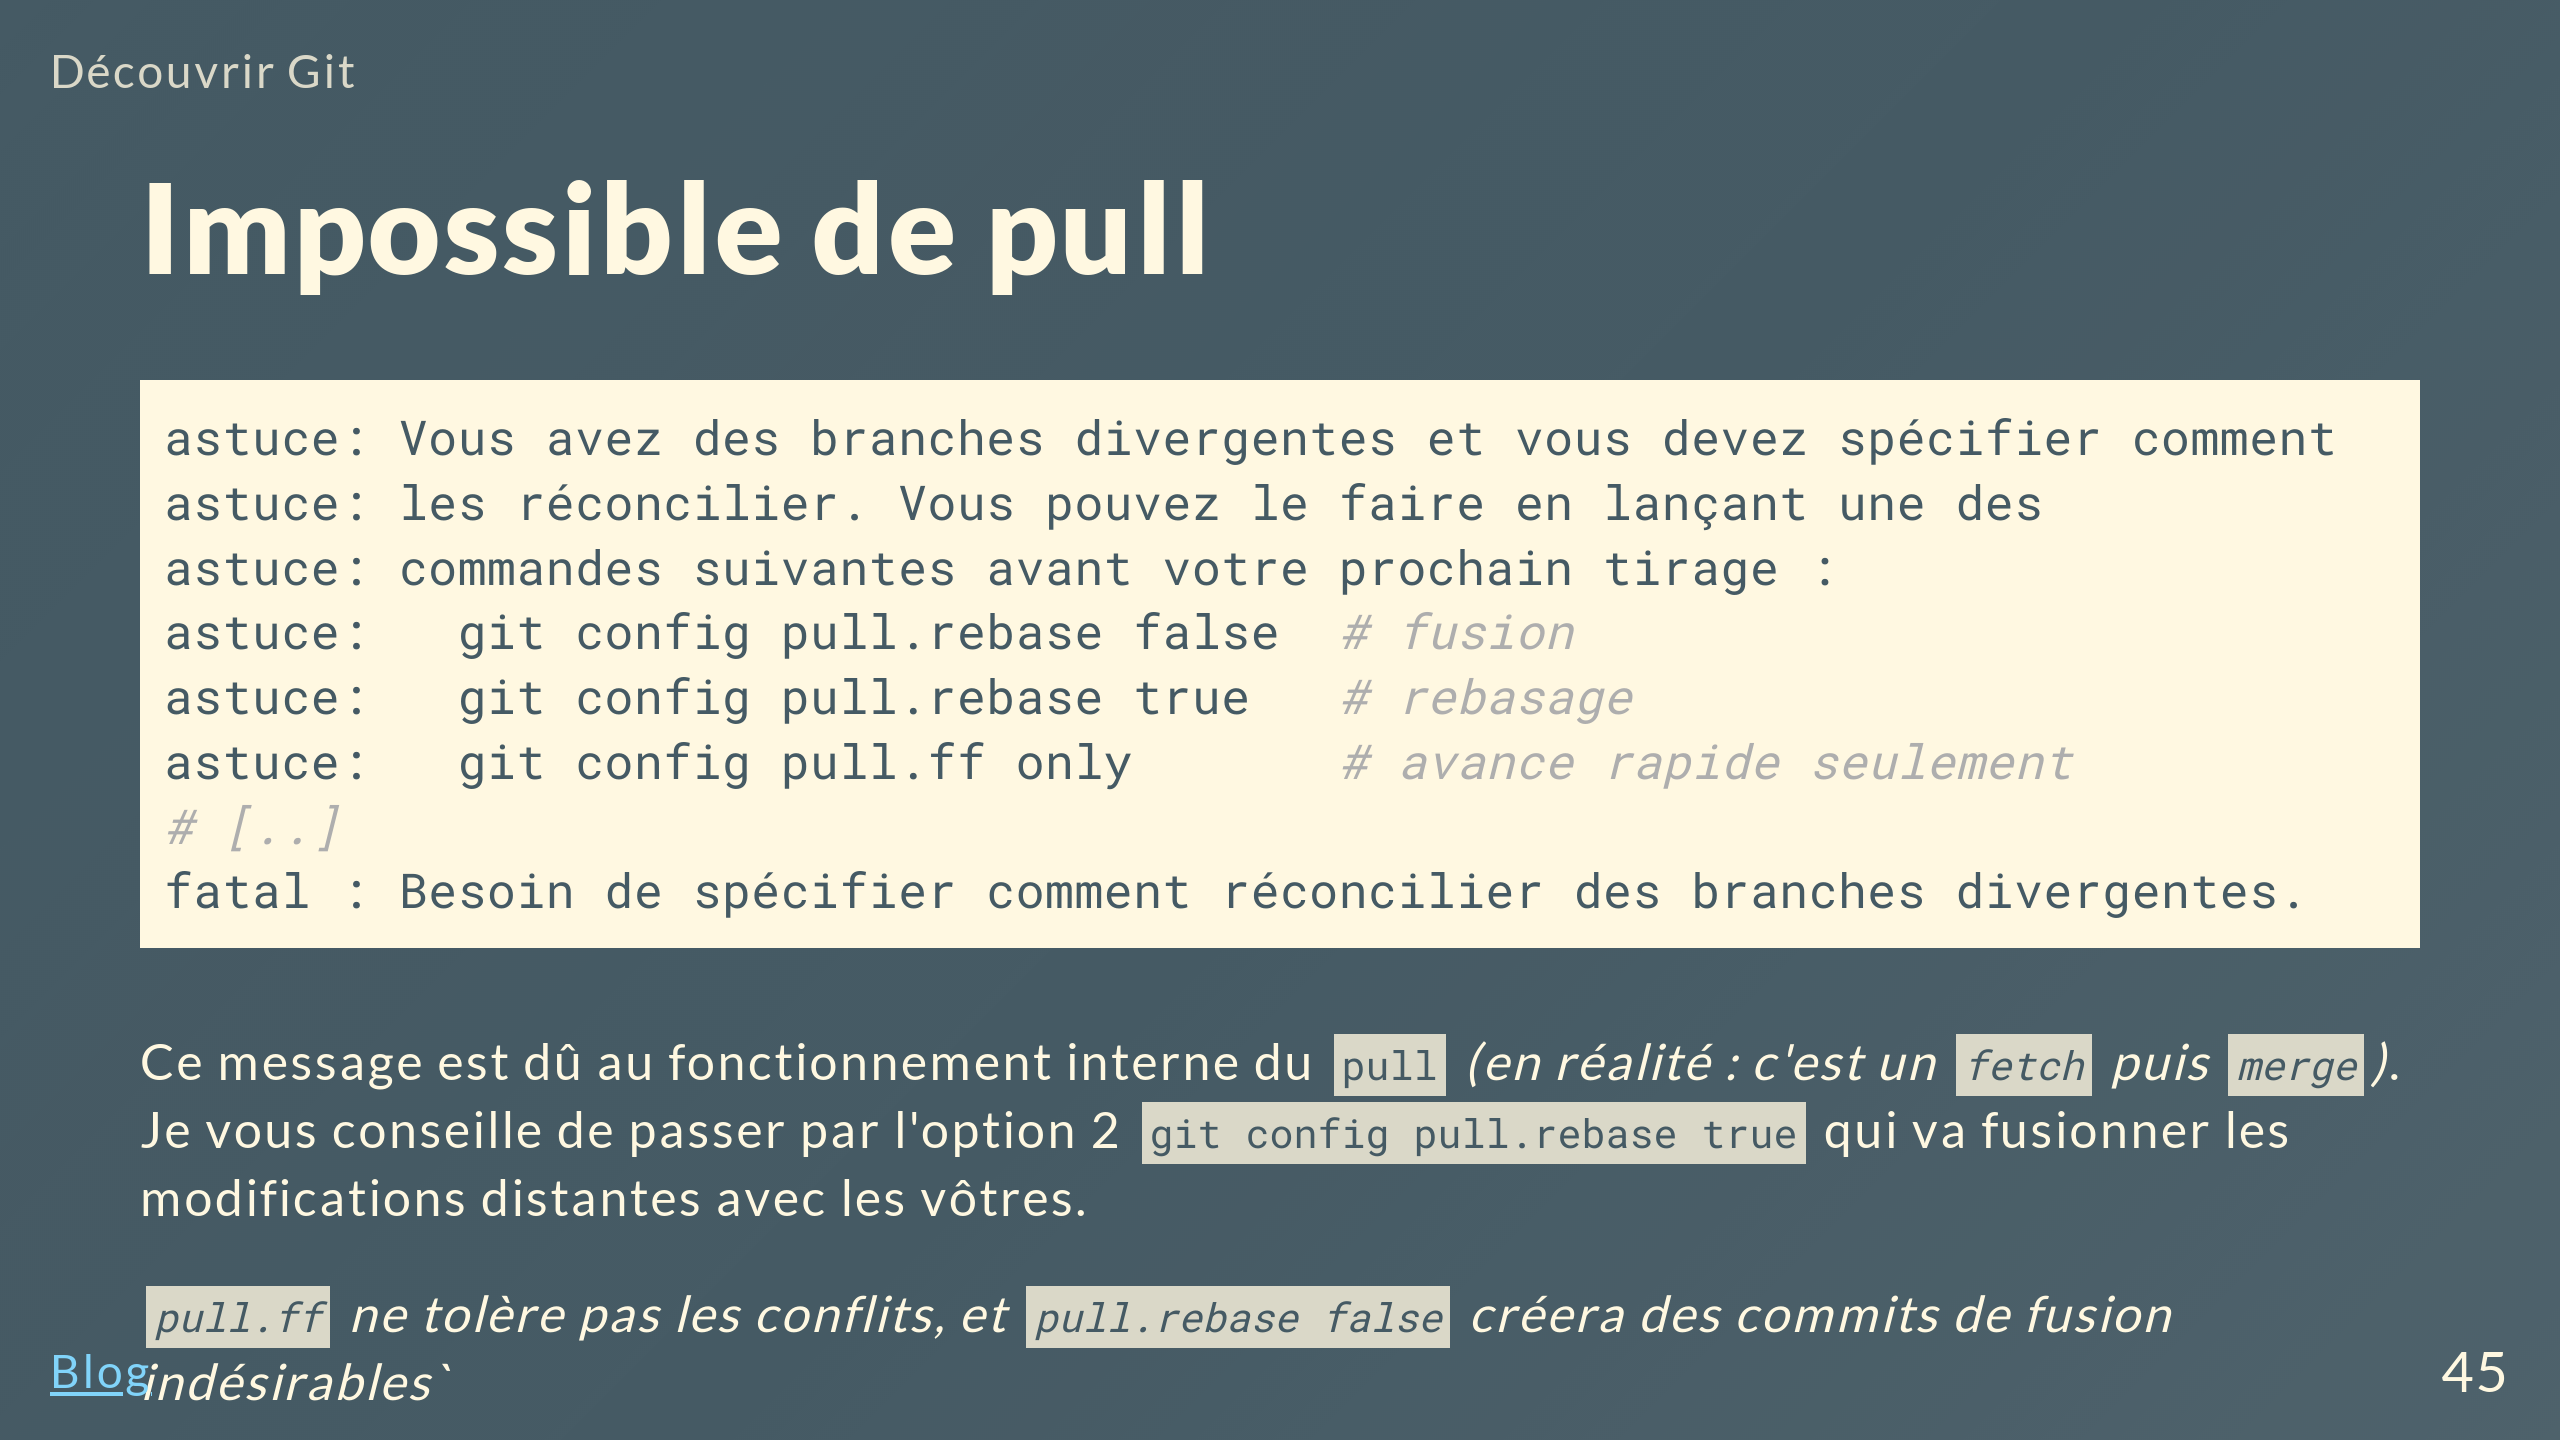 Découvrir Git
Impossible de pull
astuce: Vous avez des branches divergentes et vous devez spécifier comment
astuce: les réconcilier. Vous pouvez le faire en lançant une des
astuce: commandes suivantes avant votre prochain tirage :
astuce:   git config pull.rebase false  # fusion
astuce:   git config pull.rebase true   # rebasage
astuce:   git config pull.ff only       # avance rapide seulement
# [..]
fatal : Besoin de spécifier comment réconcilier des branches divergentes.
Ce message est dû au fonctionnement interne du pull (en réalité : c'est un fetch puis merge).
Je vous conseille de passer par l'option 2 git config pull.rebase true qui va fusionner les
modifications distantes avec les vôtres.
pull.ff ne tolère pas les conflits, et pull.rebase false créera des commits de fusion
indésirables`
Blog
45